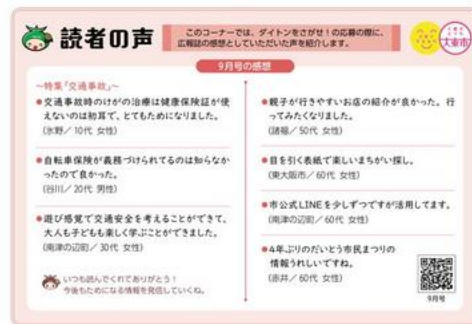 読者の声
このコーナーでは、ダイトンをさがせ！の応募の際に、
広報誌の感想としていただいた声を紹介します。
大東市
9月号の感想
～特集「交通事故」～
●交通事故時のけがの治療は健康保険証が使
えないのは初耳で、とてもためになりました。
(氷野／10代 女性)
●自転車保険が義務づけられてるのは知らなか
ったので良かった。
(谷川／20代 男性)
●遊び感覚で交通安全を考えることができて、
大人も子どもも楽しく学ぶことができました。
(南津の辺町／30代 女性)
いつも読んでくれてありがとう！
今後もためになる情報を発信していくね。
●親子が行きやすいお店の紹介が良かった。行
ってみたくなりました。
(諸福／50代 女性)
●目を引く表紙で楽しいまちがい探し。
(東大阪市／60代 女性)
●市公式LINEを少しずつですが活用してます。
(南津の辺町／60代 女性)
●4年ぶりのだいとう市民まつりの
情報うれしいですね。
(赤井／60代 女性)
9月号